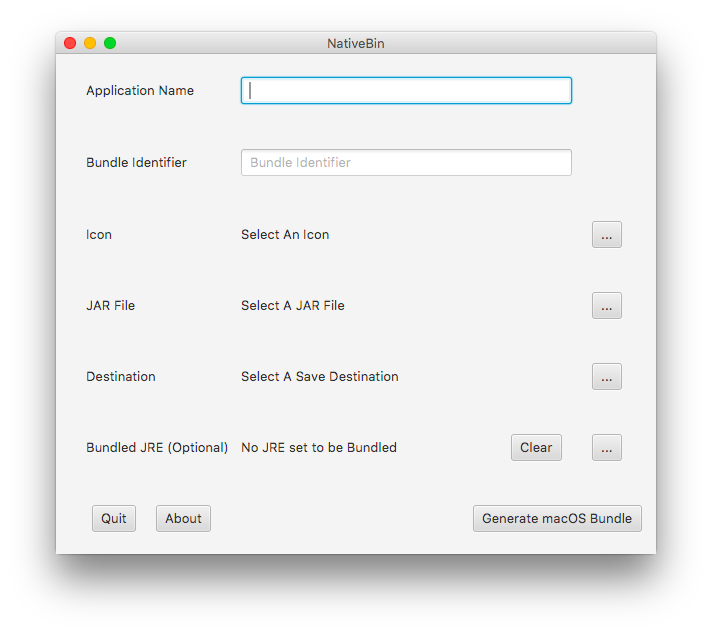 NativeBin
Application Name
Bundle Identifier Bundle Identifier
Icon Select An Icon ...
JAR File Select A JAR File ...
Destination Select A Save Destination ...
Bundled JRE (Optional) No JRE set to be Bundled Clear ...
Quit About Generate macOS Bundle